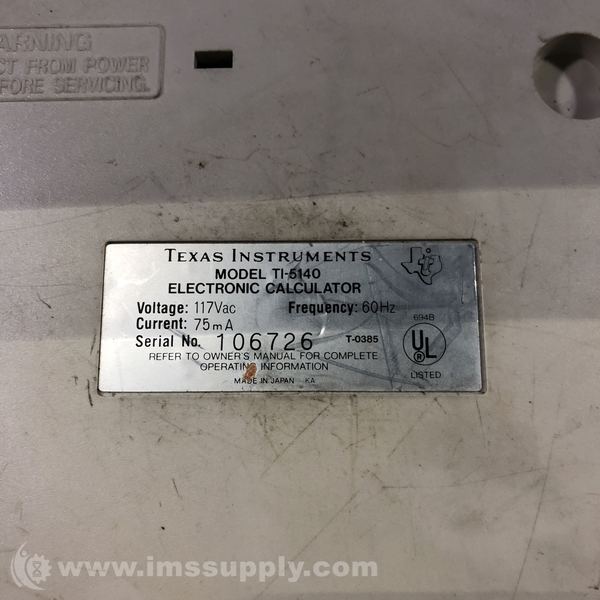 ARNING
CT FROM POWER
FORE SERVICING.
TEXAS INSTRUMENTS
MODEL TI-5140
ELECTRONIC CALCULATOR
Voltage: 117Vac Frequency: 60Hz
Current: 75mA
Serial No. 106726 T-0385
REFER TO OWNER'S MANUAL FOR COMPLETE
OPERATING INFORMATION
MADE IN JAPAN KA
694B
UL
®
LISTED
www.imssupply.com